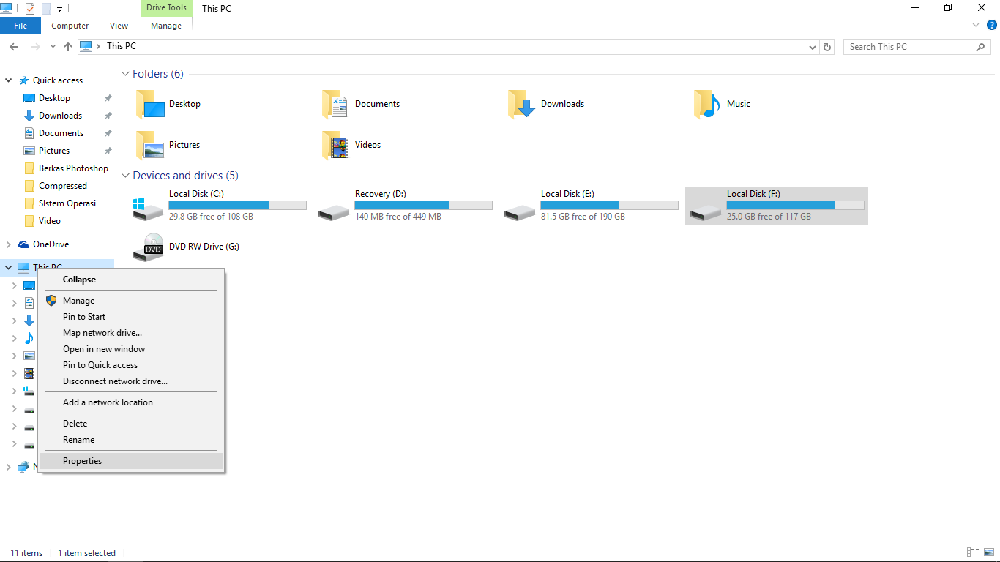 Drive Tools
This PC
File
Computer
View
Manage
This PC
Search This PC
Quick access
Desktop
Downloads
Documents
Pictures
Berkas Photoshop
Compressed
SIstem Operasi
Video
OneDrive
This PC
Folders (6)
Desktop
Documents
Downloads
Music
Pictures
Videos
Devices and drives (5)
Local Disk (C:)
29.8 GB free of 108 GB
Recovery (D:)
140 MB free of 449 MB
Local Disk (E:)
81.5 GB free of 190 GB
Local Disk (F:)
25.0 GB free of 117 GB
DVD
DVD RW Drive (G:)
Collapse
Manage
Pin to Start
Map network drive...
Open in new window
Pin to Quick access
Disconnect network drive...
Add a network location
Delete
Rename
Properties
11 items
1 item selected